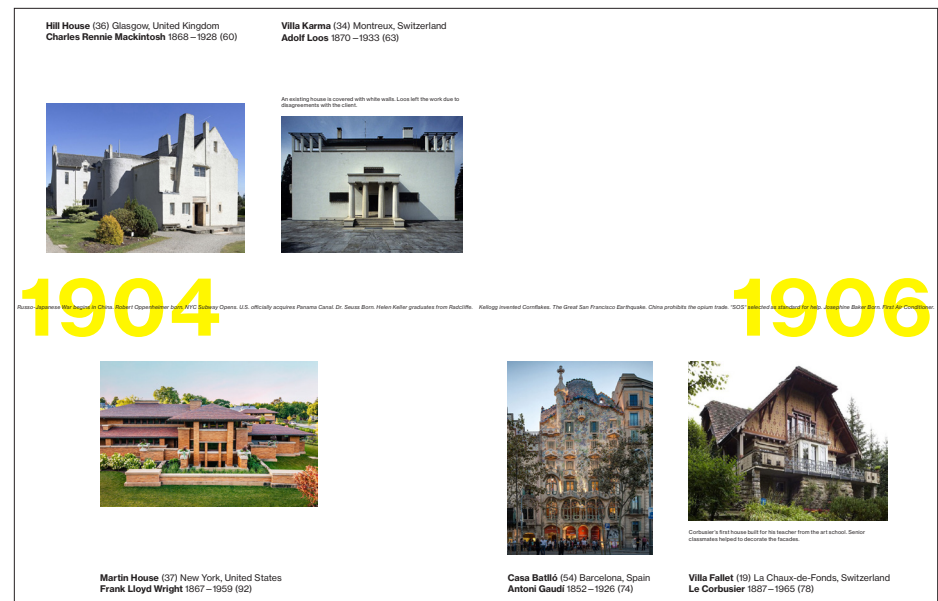 Hill House (36) Glasgow, United Kingdom
Charles Rennie Mackintosh 1868–1928 (60)
Villa Karma (34) Montreux, Switzerland
Adolf Loos 1870–1933 (63)
An existing house is covered with white walls. Loos left the work due to
disagreements with the client.
1904
Russo-Japanese War begins in China. Robert Oppenheimer born. NYC Subway Opens. U.S. officially acquires Panama Canal. Dr. Seuss Born. Helen Keller graduates from Radcliffe.
Kellogg invented Cornflakes. The Great San Francisco Earthquake. China prohibits the opium trade. "SOS" selected as standard for help. Josephine Baker Born. First Air Conditioner.
1906
Corbusier's first house built for his teacher from the art school. Senior
classmates helped to decorate the facades.
Martin House (37) New York, United States
Frank Lloyd Wright 1867–1959 (92)
Casa Batlló (54) Barcelona, Spain
Antoni Gaudí 1852–1926 (74)
Villa Fallet (19) La Chaux-de-Fonds, Switzerland
Le Corbusier 1887–1965 (78)